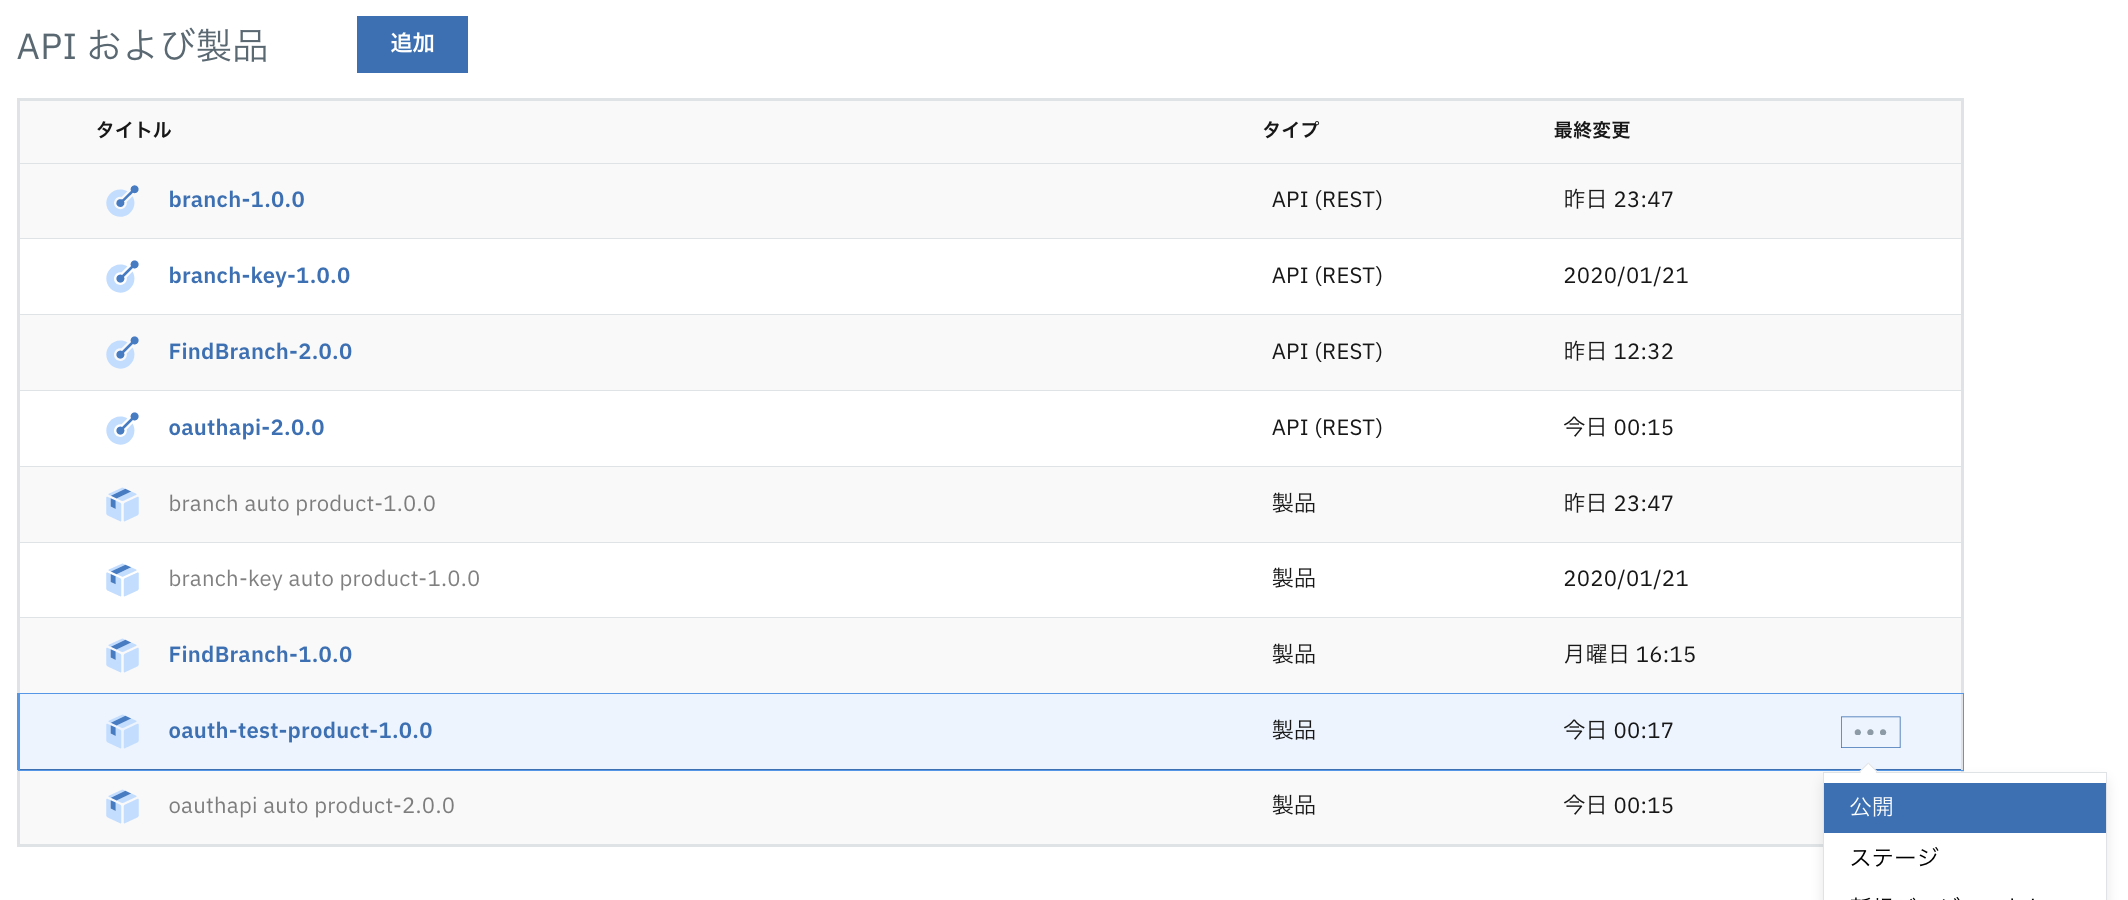 API および製品 追加
タイトル タイプ 最終変更
branch-1.0.0 API (REST) 昨日 23:47
branch-key-1.0.0 API (REST) 2020/01/21
FindBranch-2.0.0 API (REST) 昨日 12:32
oauthapi-2.0.0 API (REST) 今日 00:15
branch auto product-1.0.0 製品 昨日 23:47
branch-key auto product-1.0.0 製品 2020/01/21
FindBranch-1.0.0 製品 月曜日 16:15
oauth-test-product-1.0.0 製品 今日 00:17
oauthapi auto product-2.0.0 製品 今日 00:15
公開
ステージ